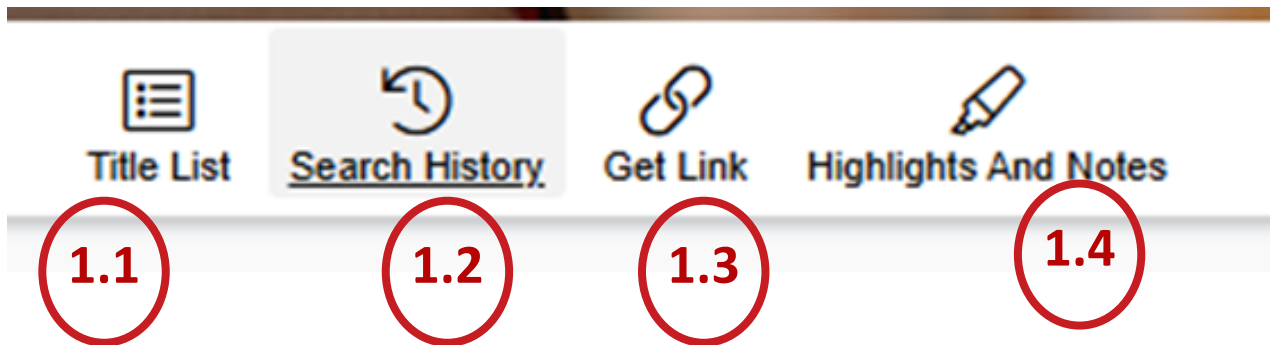 Title List Search History Get Link Highlights And Notes
1.1 1.2 1.3 1.4